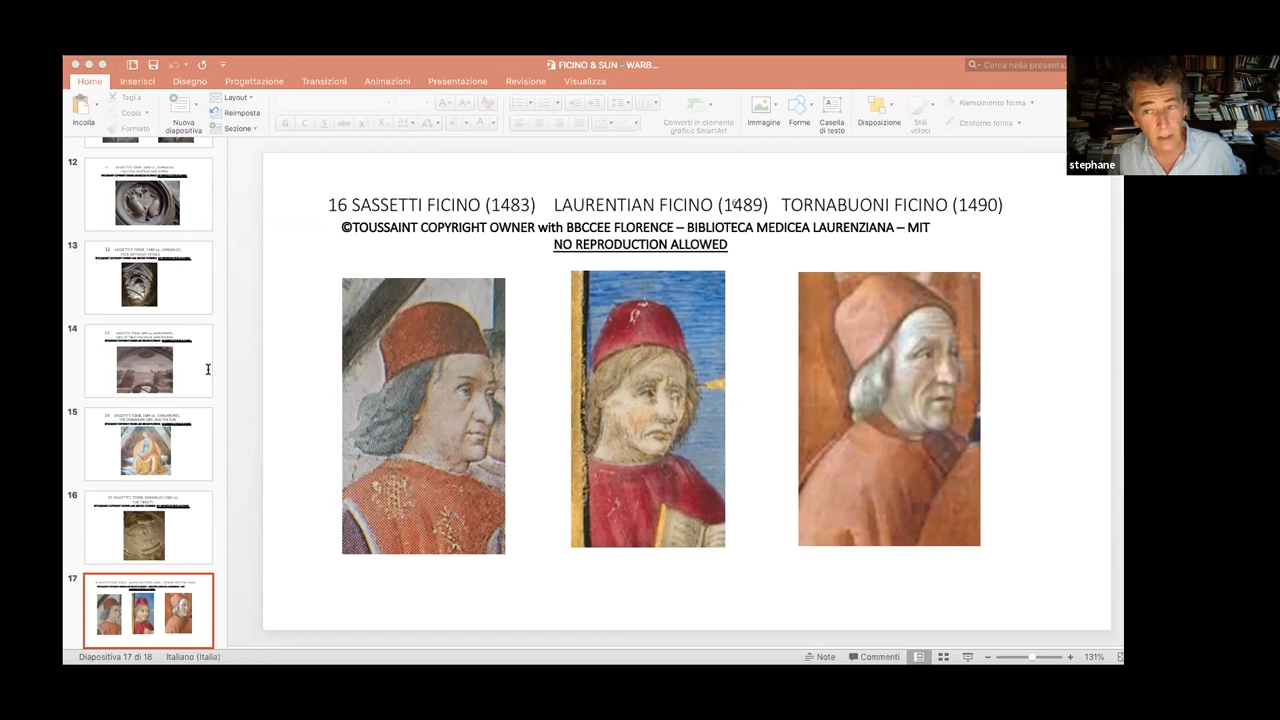 FICINO & SUN - WARB...
Cerca nella presenta
Home Inserisci Disegno Progettazione Transizioni Animazioni Presentazione Revisione Visualizza
Incolla
Taglia
Copia
Formato
Nuova diapositiva
Layout
Reimposta
Sezione
Converti in elemento grafico SmartArt
Immagine
Forme
Casella di testo
Disposizione
Stili veloci
Riempimento forma
Contorno forma
stephane
12
13
14
15
16
17
16 SASSETTI FICINO (1483) LAURENTIAN FICINO (1489) TORNABUONI FICINO (1490)
©TOUSSAINT COPYRIGHT OWNER with BBCCEE FLORENCE – BIBLIOTECA MEDICEA LAURENZIANA – MIT
NO REPRODUCTION ALLOWED
Diapositiva 17 di 18 Italiano (Italia)
Note Commenti 131%